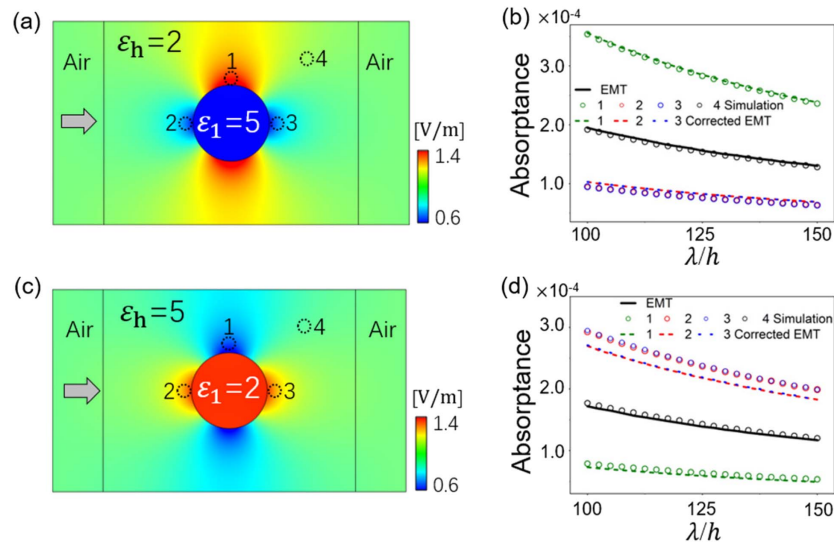 (a)
εh=2
Air
Air
1
4
2
ε1=5
3
[V/m]
1.4
0.6
(b)
×10-4
3.0
2.0
1.0
Absorptance
EMT
1 2 3 4 Simulation
1 2 3 Corrected EMT
100
125
150
λ/h
(c)
εh=5
Air
Air
1
4
2
ε1=2
3
[V/m]
1.4
0.6
(d)
×10-4
3.0
2.0
1.0
Absorptance
EMT
1 2 3 4 Simulation
1 2 3 Corrected EMT
100
125
150
λ/h